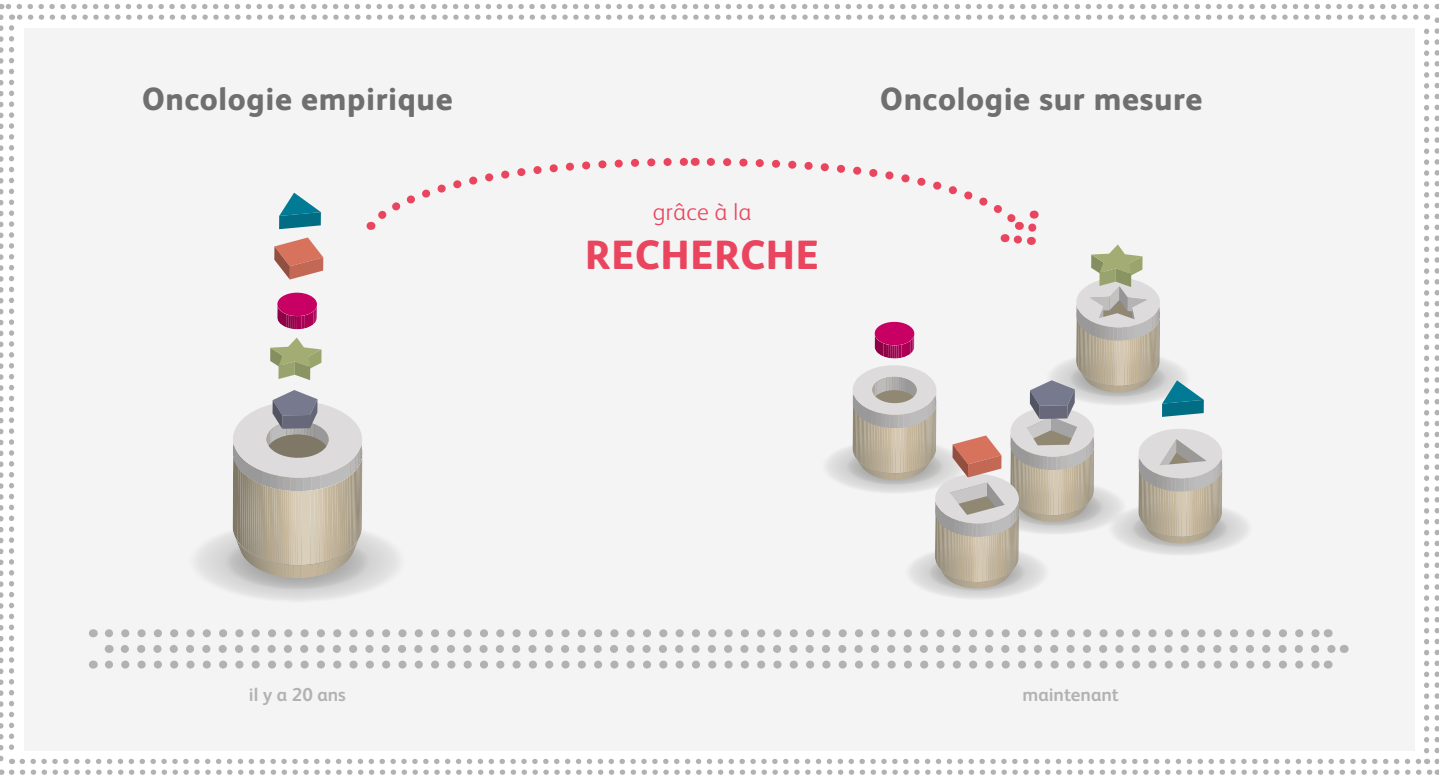 Oncologie empirique
Oncologie sur mesure
grâce à la
RECHERCHE
il y a 20 ans
maintenant